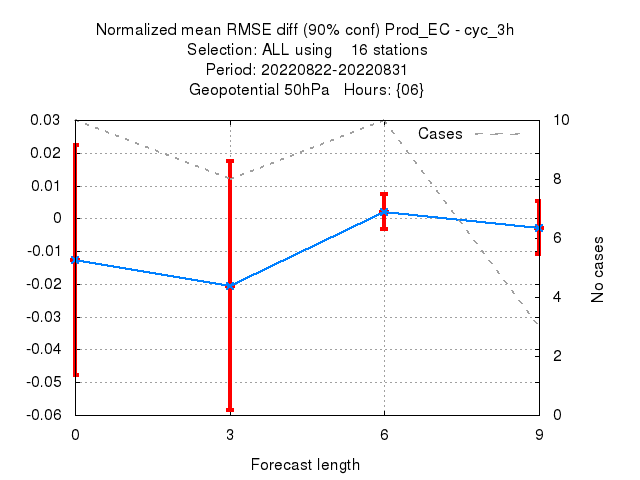 Normalized mean RMSE diff (90% conf) Prod_EC - cyc_3h
Selection: ALL using    16 stations
Period: 20220822-20220831
Geopotential 50hPa   Hours: {06}
Cases
0.03
0.02
0.01
0
-0.01
-0.02
-0.03
-0.04
-0.05
-0.06
10
8
6
4
2
0
No cases
0
3
6
9
Forecast length